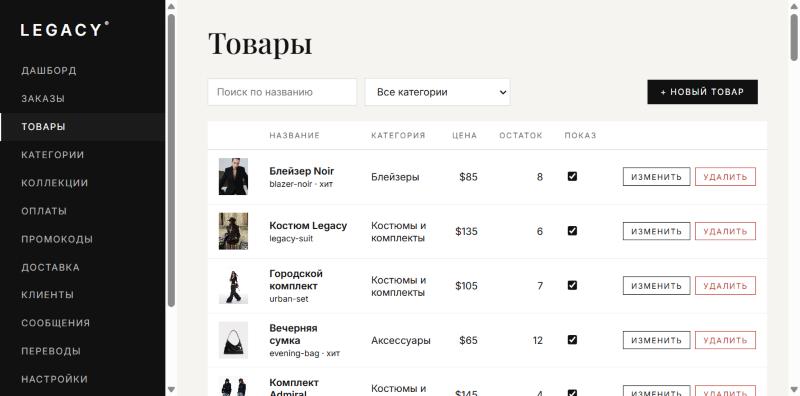 LEGACY®
ДАШБОРД
ЗАКАЗЫ
ТОВАРЫ
КАТЕГОРИИ
КОЛЛЕКЦИИ
ОПЛАТЫ
ПРОМОКОДЫ
ДОСТАВКА
КЛИЕНТЫ
СООБЩЕНИЯ
ПЕРЕВОДЫ
НАСТРОЙКИ
Товары
Поиск по названию
Все категории
+ НОВЫЙ ТОВАР
НАЗВАНИЕ КАТЕГОРИЯ ЦЕНА ОСТАТОК ПОКАЗ
Блейзер Noir
blazer-noir · хит
Блейзеры $85 8 ИЗМЕНИТЬ УДАЛИТЬ
Костюм Legacy
legacy-suit
Костюмы и
комплекты
$135 6 ИЗМЕНИТЬ УДАЛИТЬ
Городской
комплект
urban-set
Костюмы и
комплекты
$105 7 ИЗМЕНИТЬ УДАЛИТЬ
Вечерняя
сумка
evening-bag · хит
Аксессуары $65 12 ИЗМЕНИТЬ УДАЛИТЬ
Комплект
Admiral
Костюмы и
$145 4 ИЗМЕНИТЬ УДАЛИТЬ